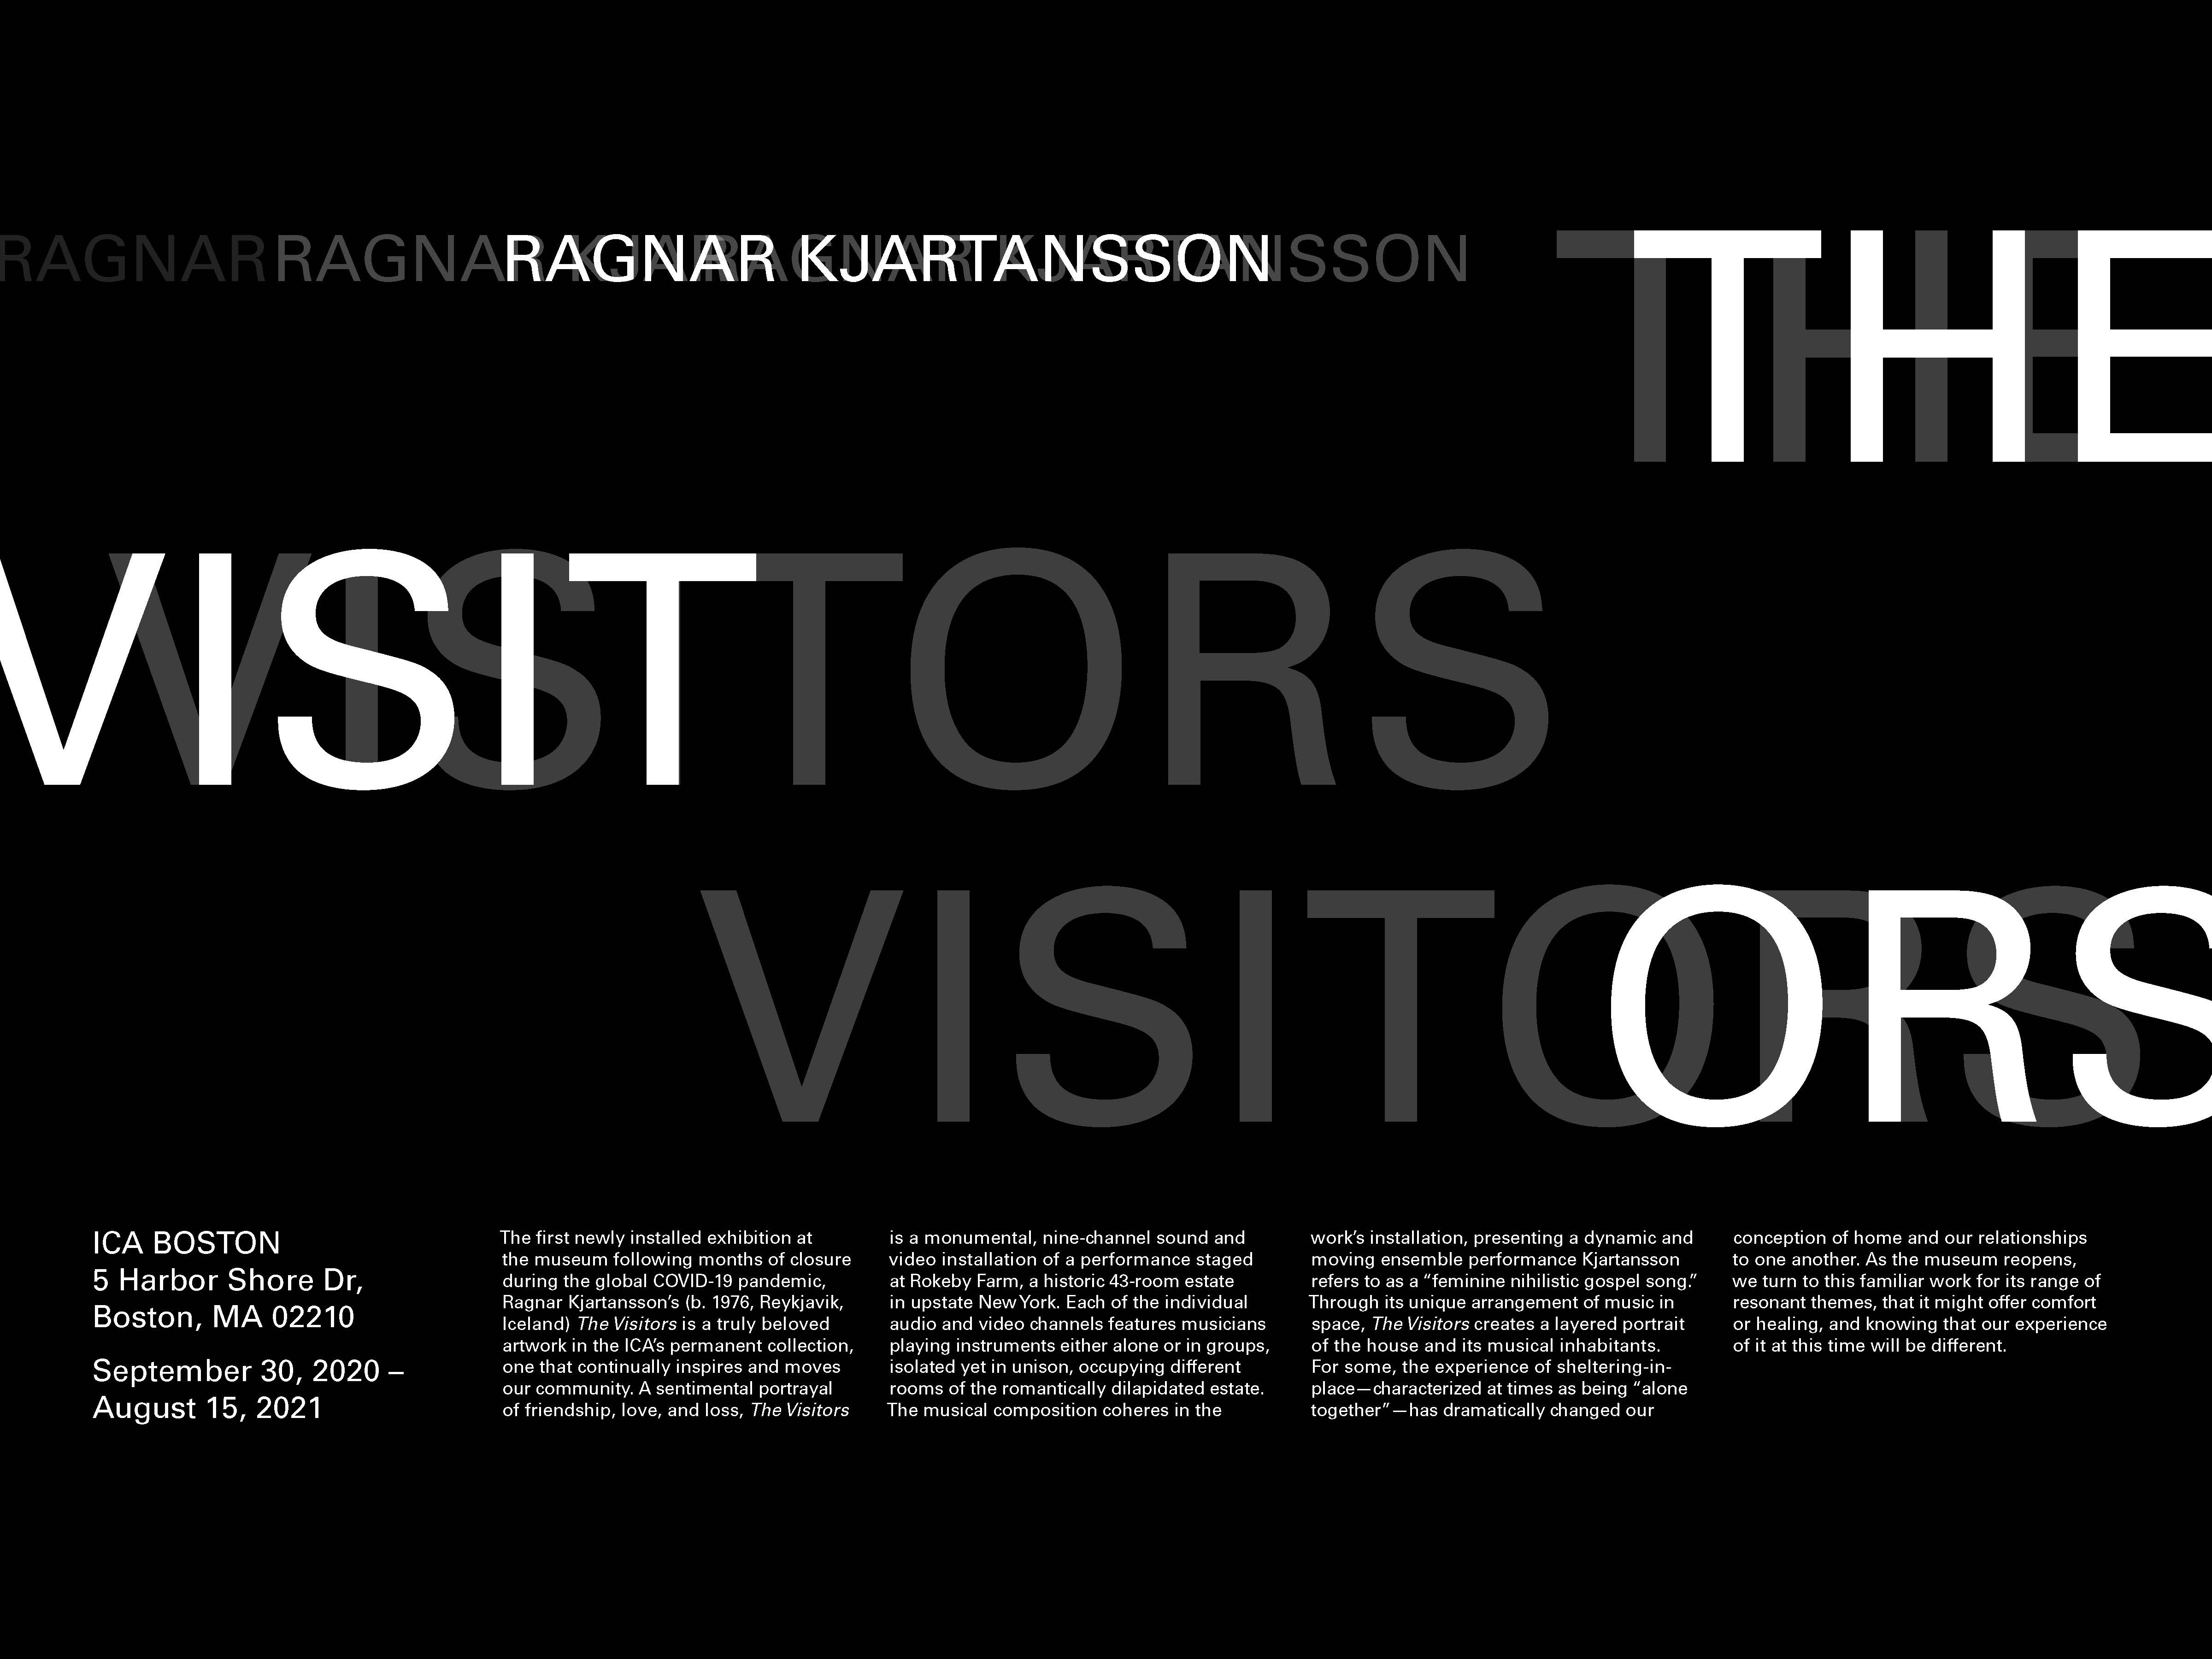 RAGNAR RAGNAR KJARTANSSON RAGNAR KJARTANSSON RAGNAR KJARTANSSON
THE THE
VISIT VISITORS
VISITORS ORS
ICA BOSTON
5 Harbor Shore Dr,
Boston, MA 02210
September 30, 2020 –
August 15, 2021
The first newly installed exhibition at
the museum following months of closure
during the global COVID-19 pandemic,
Ragnar Kjartansson’s (b. 1976, Reykjavik,
Iceland) The Visitors is a truly beloved
artwork in the ICA’s permanent collection,
one that continually inspires and moves
our community. A sentimental portrayal
of friendship, love, and loss, The Visitors
is a monumental, nine-channel sound and
video installation of a performance staged
at Rokeby Farm, a historic 43-room estate
in upstate New York. Each of the individual
audio and video channels features musicians
playing instruments either alone or in groups,
isolated yet in unison, occupying different
rooms of the romantically dilapidated estate.
The musical composition coheres in the
work’s installation, presenting a dynamic and
moving ensemble performance Kjartansson
refers to as a “feminine nihilistic gospel song.”
Through its unique arrangement of music in
space, The Visitors creates a layered portrait
of the house and its musical inhabitants.
For some, the experience of sheltering-in-
place—characterized at times as being “alone
together”—has dramatically changed our
conception of home and our relationships
to one another. As the museum reopens,
we turn to this familiar work for its range of
resonant themes, that it might offer comfort
or healing, and knowing that our experience
of it at this time will be different.